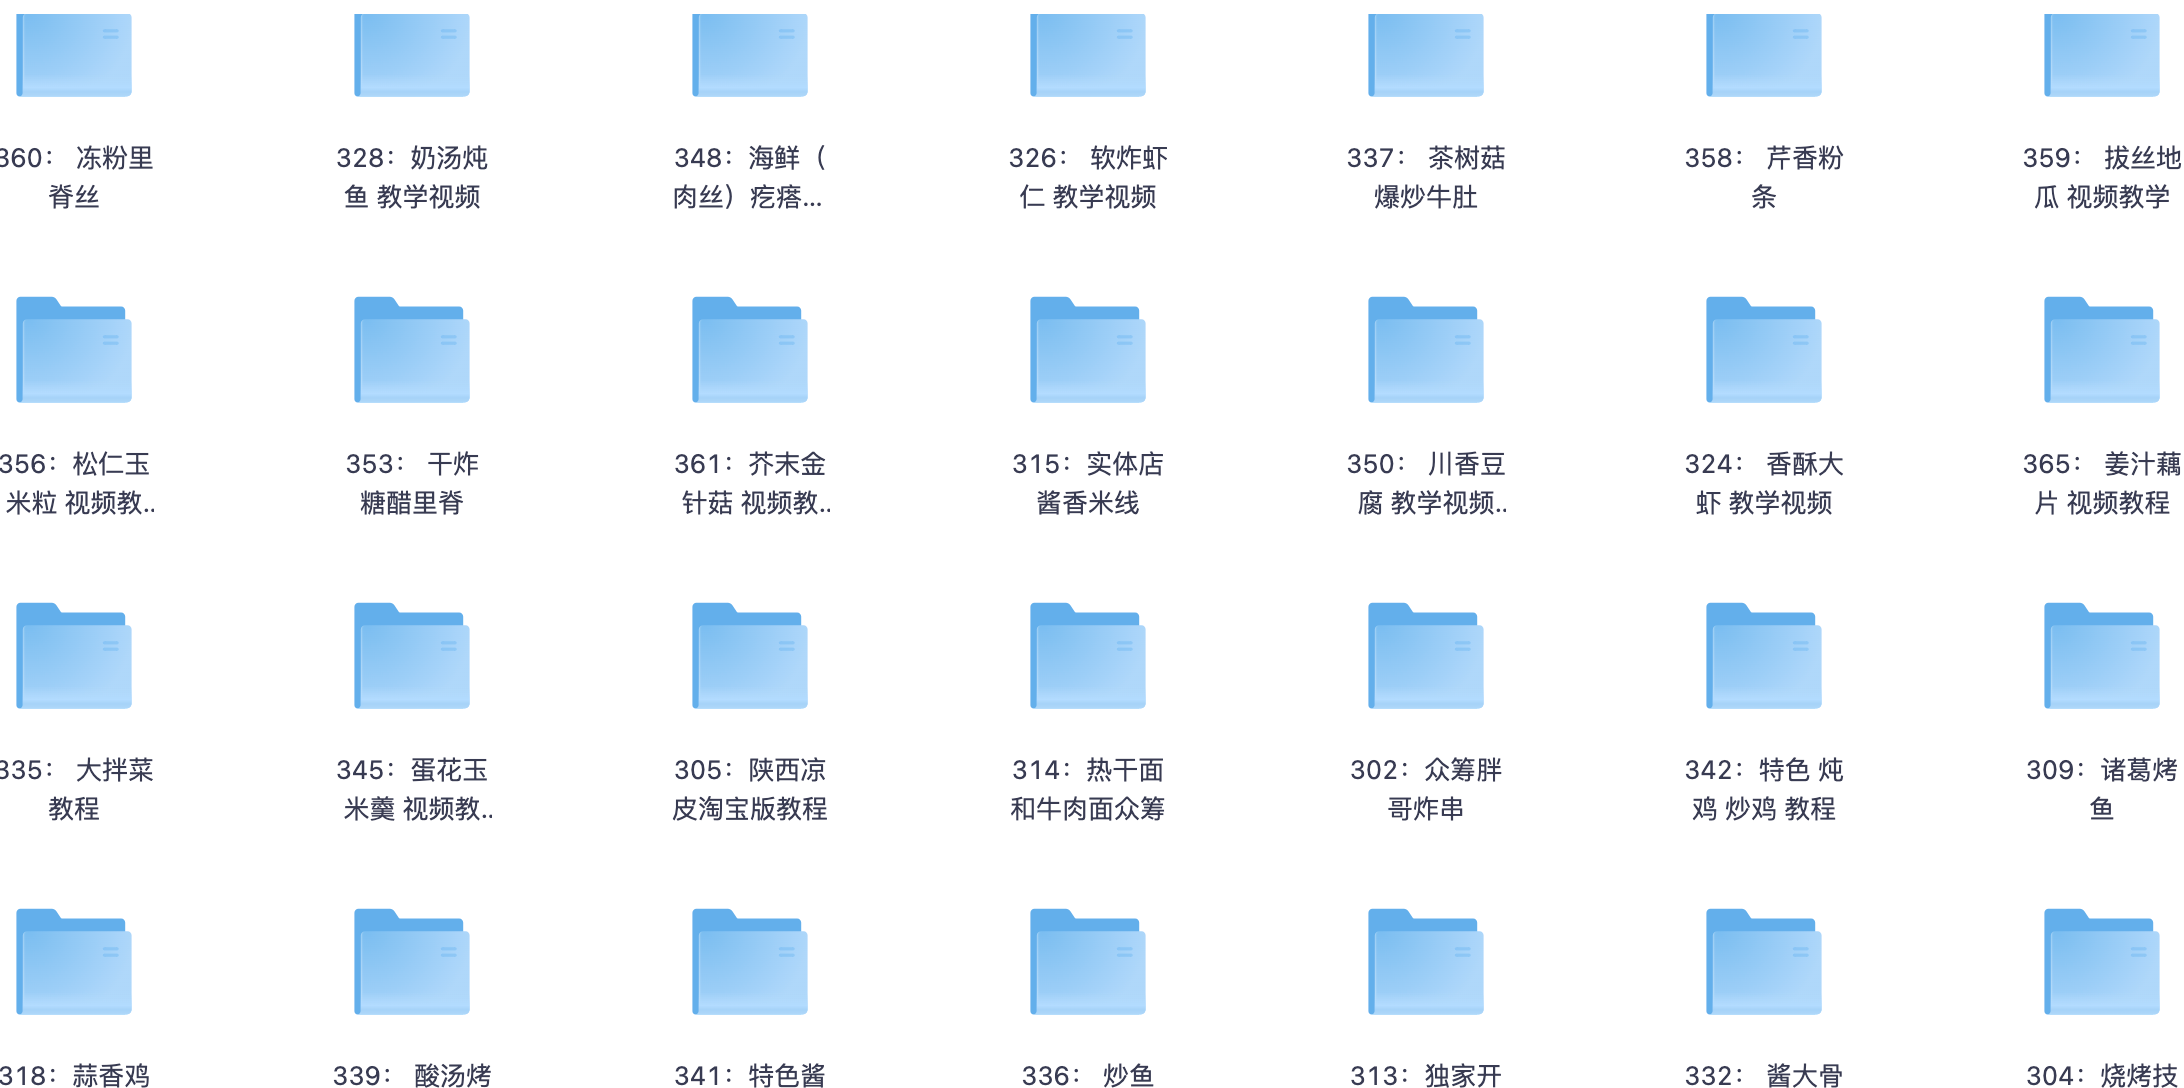 360： 冻粉里
脊丝
328：奶汤炖
鱼 教学视频
348：海鲜（
肉丝）疙瘩...
326： 软炸虾
仁 教学视频
337： 茶树菇
爆炒牛肚
358： 芹香粉
条
359： 拔丝地
瓜 视频教学
356：松仁玉
米粒 视频教..
353： 干炸
糖醋里脊
361：芥末金
针菇 视频教..
315：实体店
酱香米线
350： 川香豆
腐 教学视频..
324： 香酥大
虾 教学视频
365： 姜汁藕
片 视频教程
335： 大拌菜
教程
345：蛋花玉
米羹 视频教..
305：陕西凉
皮淘宝版教程
314：热干面
和牛肉面众筹
302：众筹胖
哥炸串
342：特色 炖
鸡 炒鸡 教程
309：诸葛烤
鱼
318：蒜香鸡
339： 酸汤烤
341：特色酱
336： 炒鱼
313：独家开
332： 酱大骨
304：烧烤技